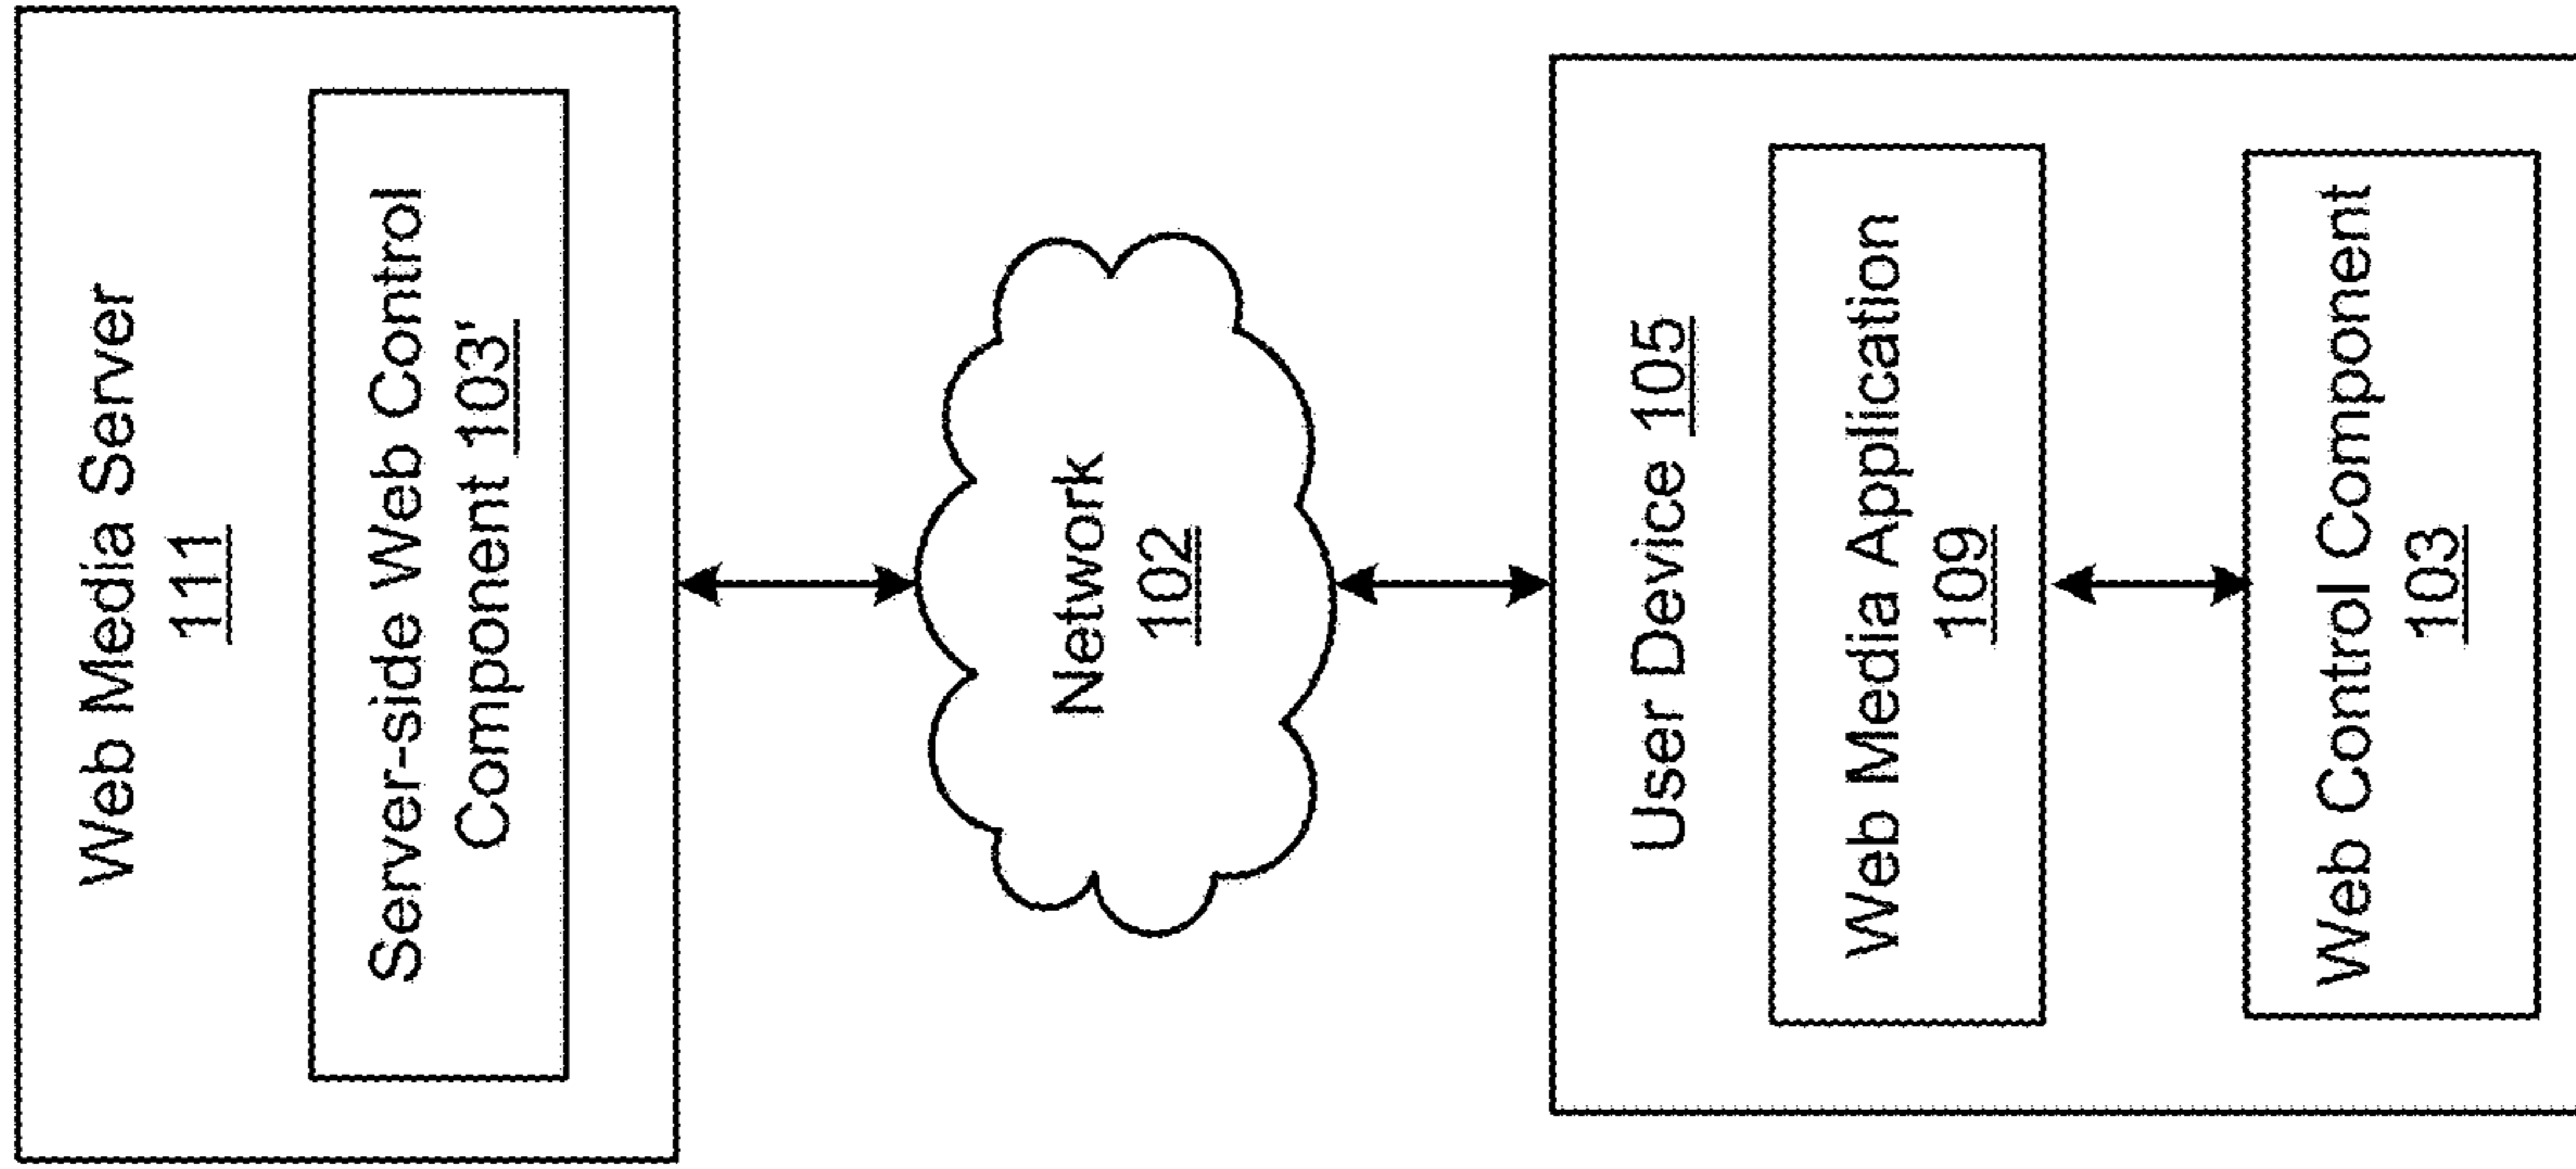 Web Media Server
111
Server-side Web Control
Component 103'
Network
102
User Device 105
Web Media Application
109
Web Control Component
103